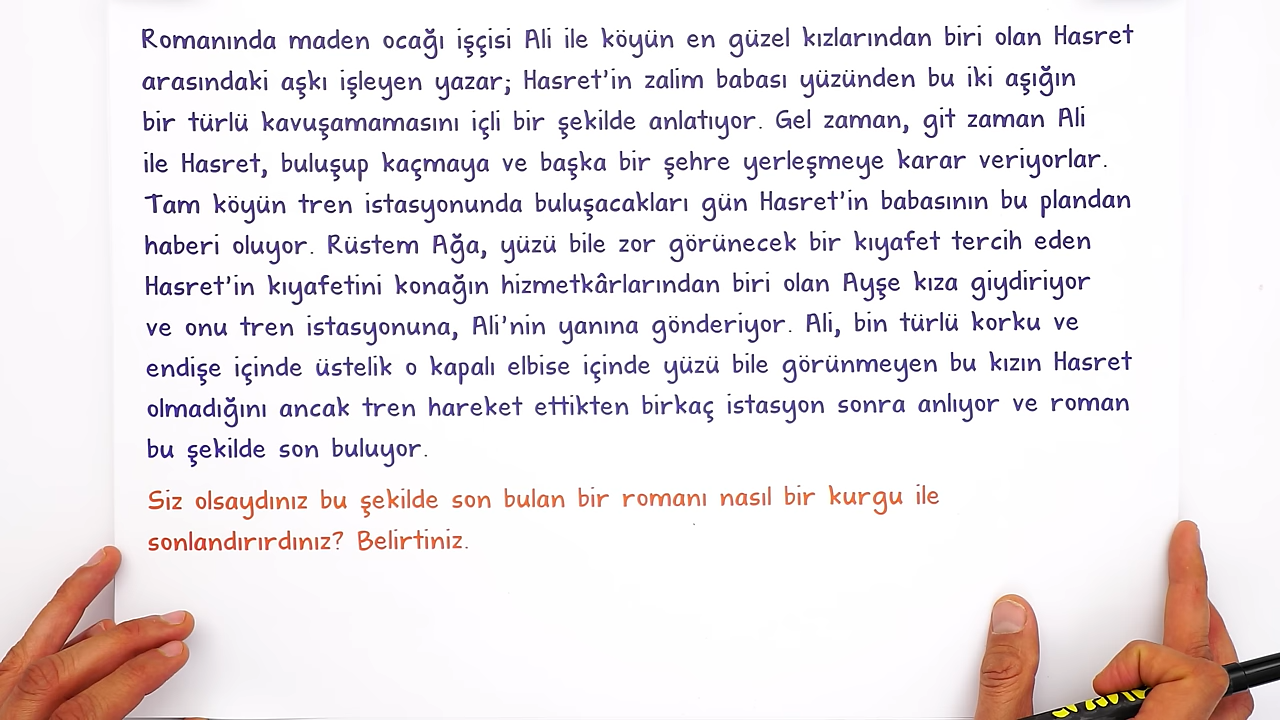 Romanında maden ocağı işçisi Ali ile köyün en güzel kızlarından biri olan Hasret
arasındaki aşkı işleyen yazar; Hasret'in zalim babası yüzünden bu iki aşığın
bir türlü kavuşamamasını içli bir şekilde anlatıyor. Gel zaman, git zaman Ali
ile Hasret, buluşup kaçmaya ve başka bir şehre yerleşmeye karar veriyorlar.
Tam köyün tren istasyonunda buluşacakları gün Hasret'in babasının bu plandan
haberi oluyor. Rüstem Ağa, yüzü bile zor görünecek bir kıyafet tercih eden
Hasret'in kıyafetini konağın hizmetkârlarından biri olan Ayşe kıza giydiriyor
ve onu tren istasyonuna, Ali'nin yanına gönderiyor. Ali, bin türlü korku ve
endişe içinde üstelik o kapalı elbise içinde yüzü bile görünmeyen bu kızın Hasret
olmadığını ancak tren hareket ettikten birkaç istasyon sonra anlıyor ve roman
bu şekilde son buluyor.
Siz olsaydınız bu şekilde son bulan bir romanı nasıl bir kurgu ile
sonlandırırdınız? Belirtiniz.